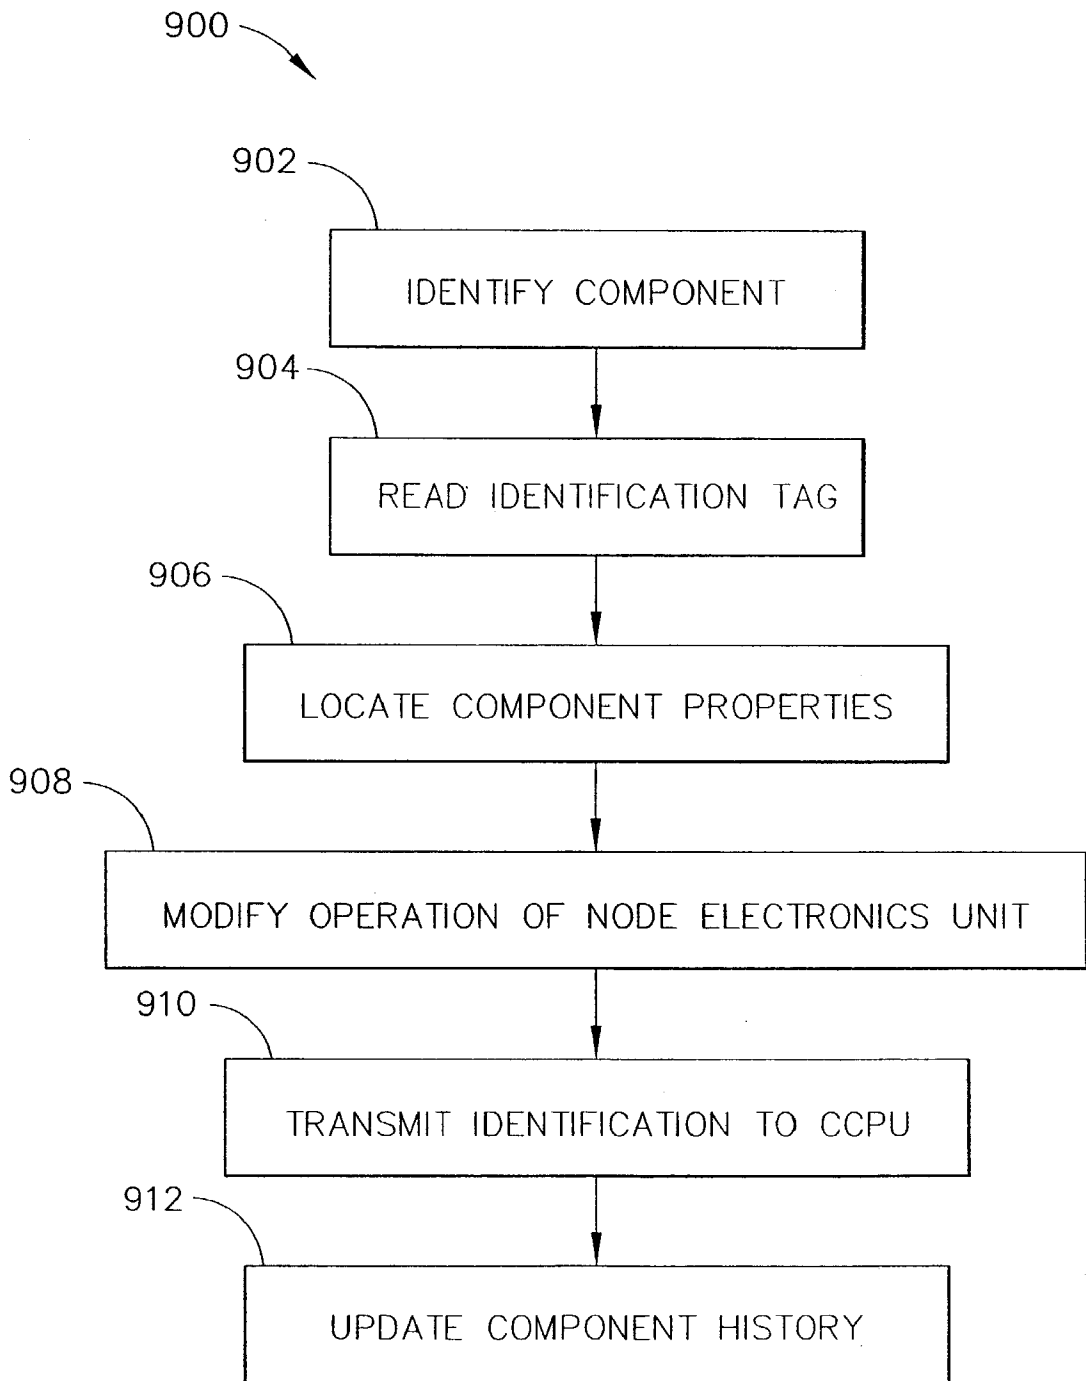 900
902
IDENTIFY COMPONENT
904
READ IDENTIFICATION TAG
906
LOCATE COMPONENT PROPERTIES
908
MODIFY OPERATION OF NODE ELECTRONICS UNIT
910
TRANSMIT IDENTIFICATION TO CCPU
912
UPDATE COMPONENT HISTORY